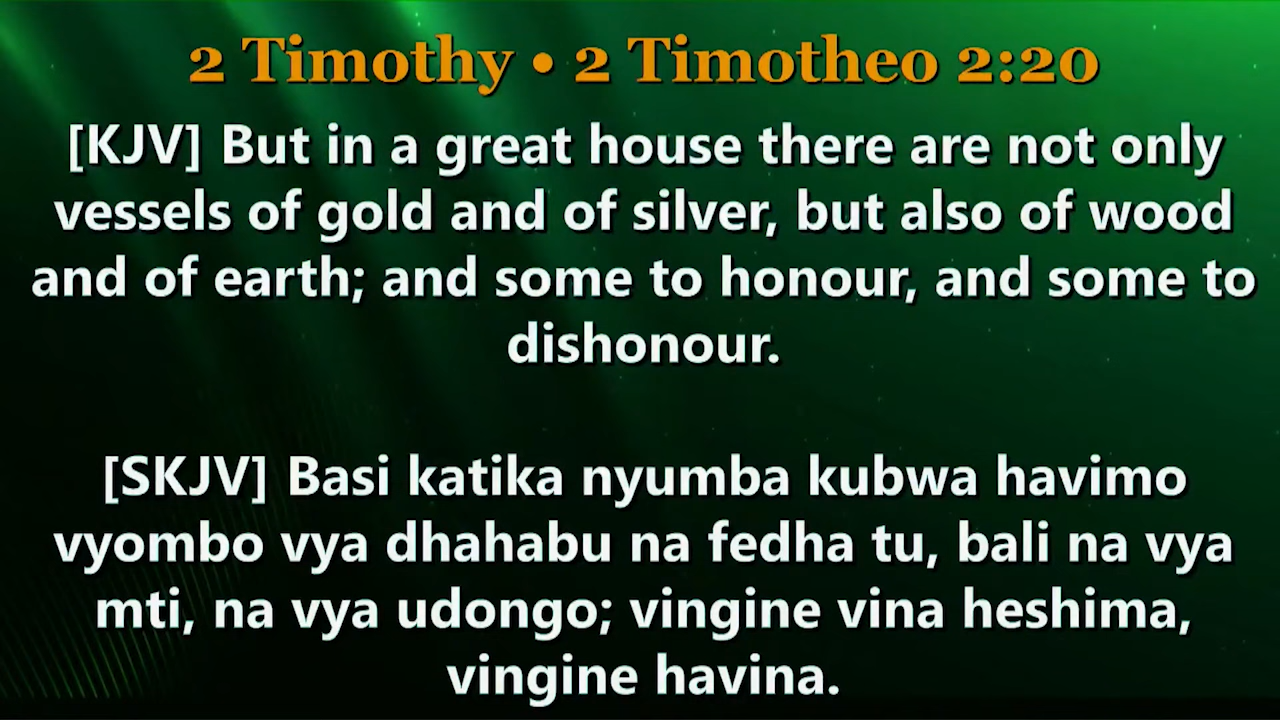 2 Timothy • 2 Timotheo 2:20
[KJV] But in a great house there are not only
vessels of gold and of silver, but also of wood
and of earth; and some to honour, and some to
dishonour.
[SKJV] Basi katika nyumba kubwa havimo
vyombo vya dhahabu na fedha tu, bali na vya
mti, na vya udongo; vingine vina heshima,
vingine havina.